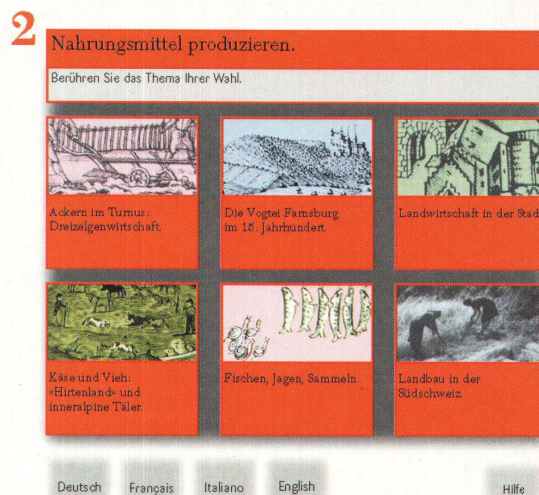 2
Nahrungsmittel produzieren.
Berühren Sie das Thema Ihrer Wahl.
Ackern im Turnus:
Dreizelgenwirtschaft.
Die Vogtei Farnsburg
im 18. Jahrhundert.
Landwirtschaft in der Stad
Käse und Vieh:
«Hirtenland» und
inneralpine Täler.
Fischen, Jagen, Sammeln.
Landbau in der
Südschweiz.
Deutsch Français Italiano English Hilfe